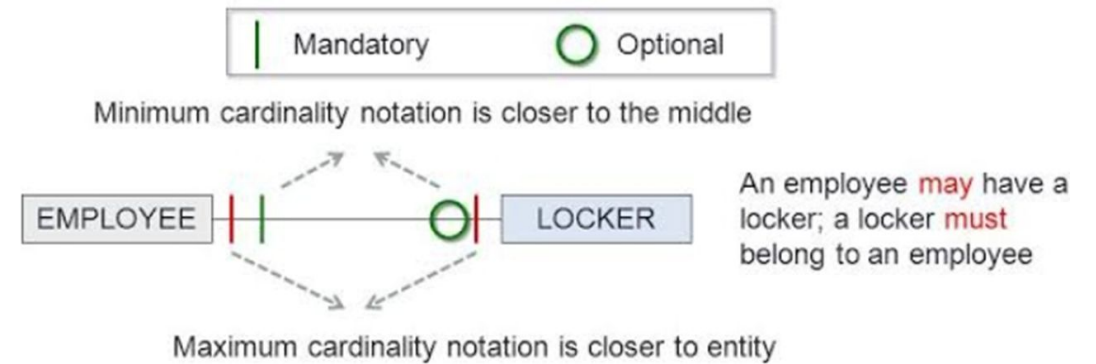 Mandatory
Optional
Minimum cardinality notation is closer to the middle
EMPLOYEE
LOCKER
An employee may have a
locker; a locker must
belong to an employee
Maximum cardinality notation is closer to entity